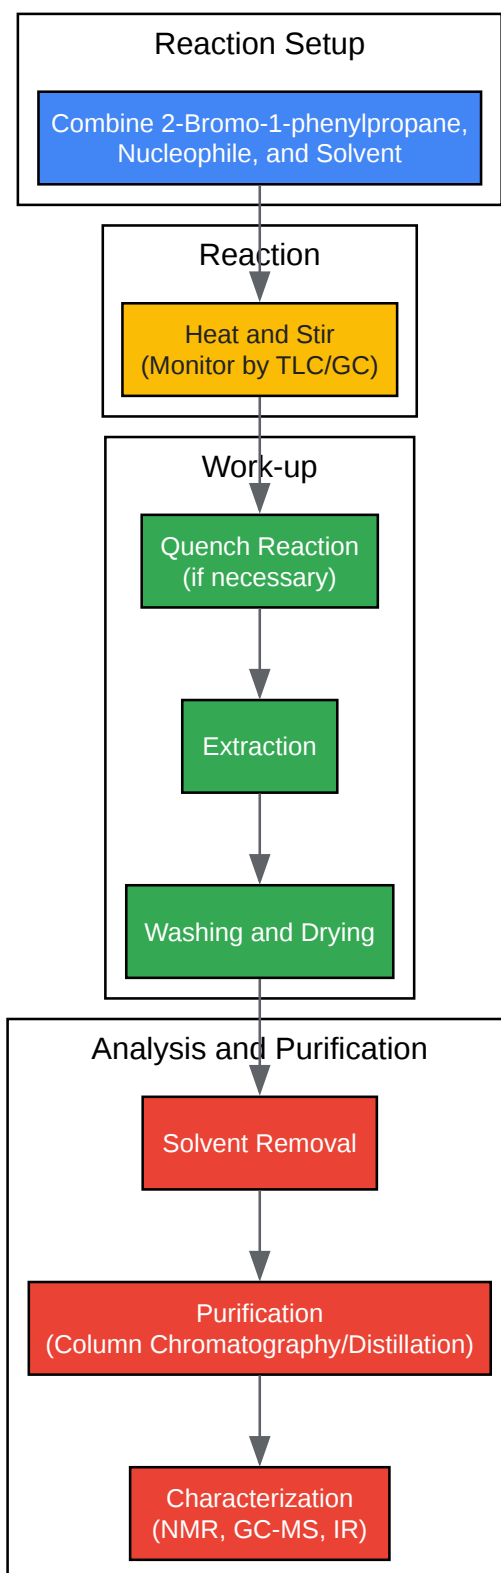 Reaction Setup
Combine 2-Bromo-1-phenylpropane,
Nucleophile, and Solvent
Reaction
Heat and Stir
(Monitor by TLC/GC)
Work-up
Quench Reaction
(if necessary)
Extraction
Washing and Drying
Analysis and Purification
Solvent Removal
Purification
(Column Chromatography/Distillation)
Characterization
(NMR, GC-MS, IR)